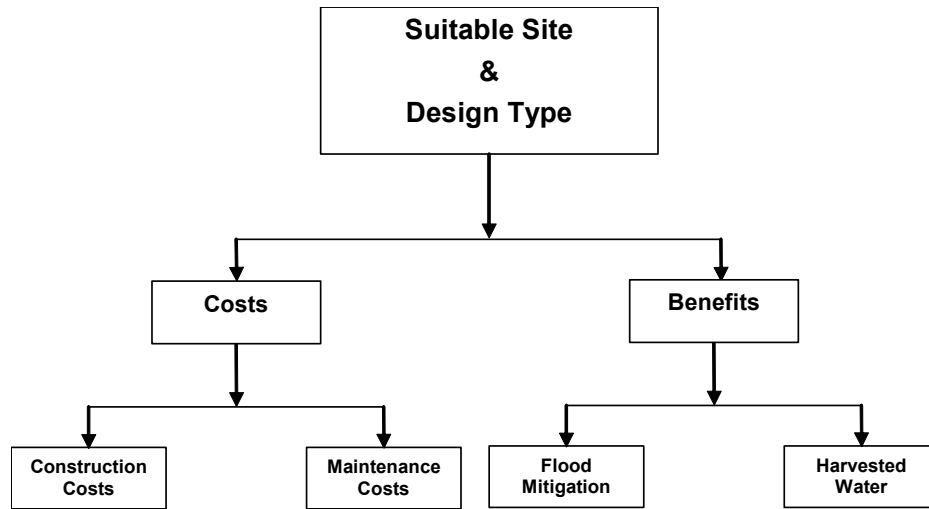 Suitable Site
&
Design Type
Costs
Benefits
Construction
Costs
Maintenance
Costs
Flood
Mitigation
Harvested
Water